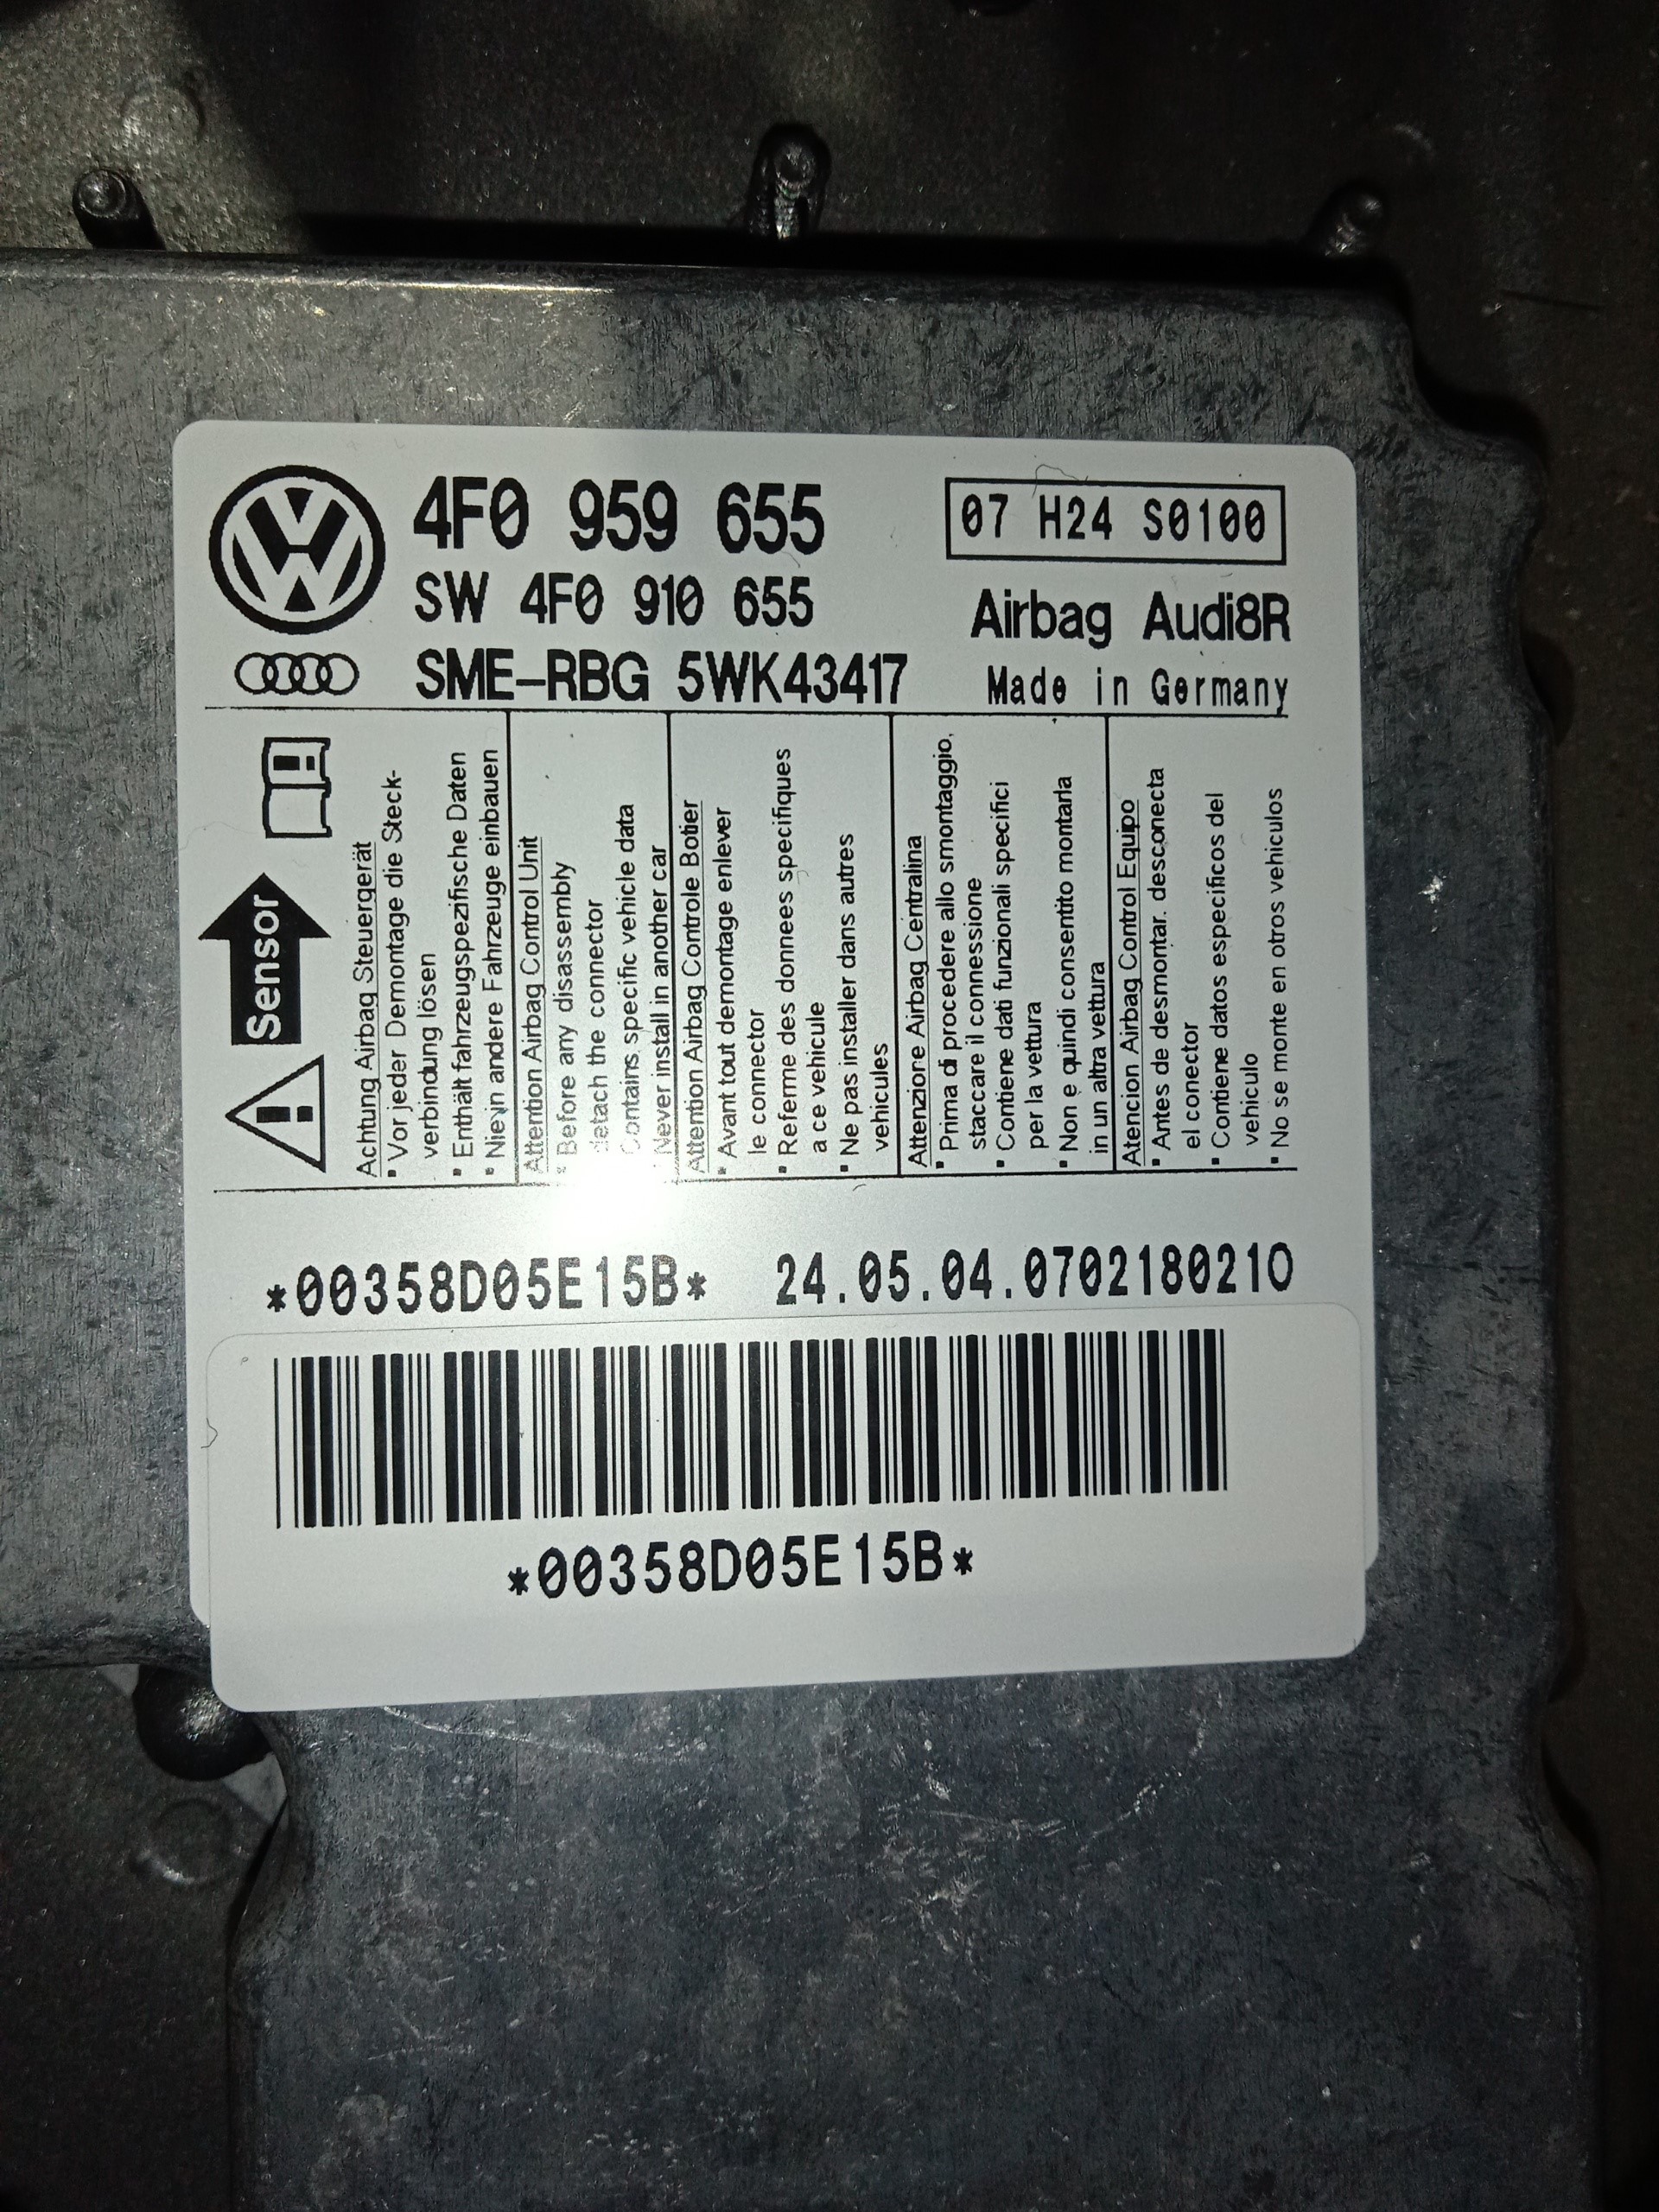 4F0 959 655
07 H24 S0100
SW 4F0 910 655
Airbag Audi8R
SME-RBG 5WK43417
Made in Germany
Sensor
Achtung Airbag Steuergerät
" Vor jeder Demontage die Steck-
verbindung lösen
" Enthält fahrzeugspezifische Daten
" Nie in andere Fahrzeuge einbauen
Attention Airbag Control Unit
" Before any disassembly
detach the connector
Contains specific vehicle data
Never install in another car
Attention Airbag Controle Botier
" Avant tout demontage enlever
le connector
" Referme des donnees specifiques
a ce vehicule
" Ne pas installer dans autres
vehicules
Attenzione Airbag Centralina
" Prima di procedere allo smontaggio,
staccare il connessione
" Contiene dati funzionali specifici
per la vettura
" Non e quindi consentito montarla
in un altra vettura
Atencion Airbag Control Equipo
" Antes de desmontar. desconecta
el conector
" Contiene datos especificos del
vehiculo
" No se monte en otros vehiculos
*00358D05E15B* 24.05.04.0702180210
*00358D05E15B*